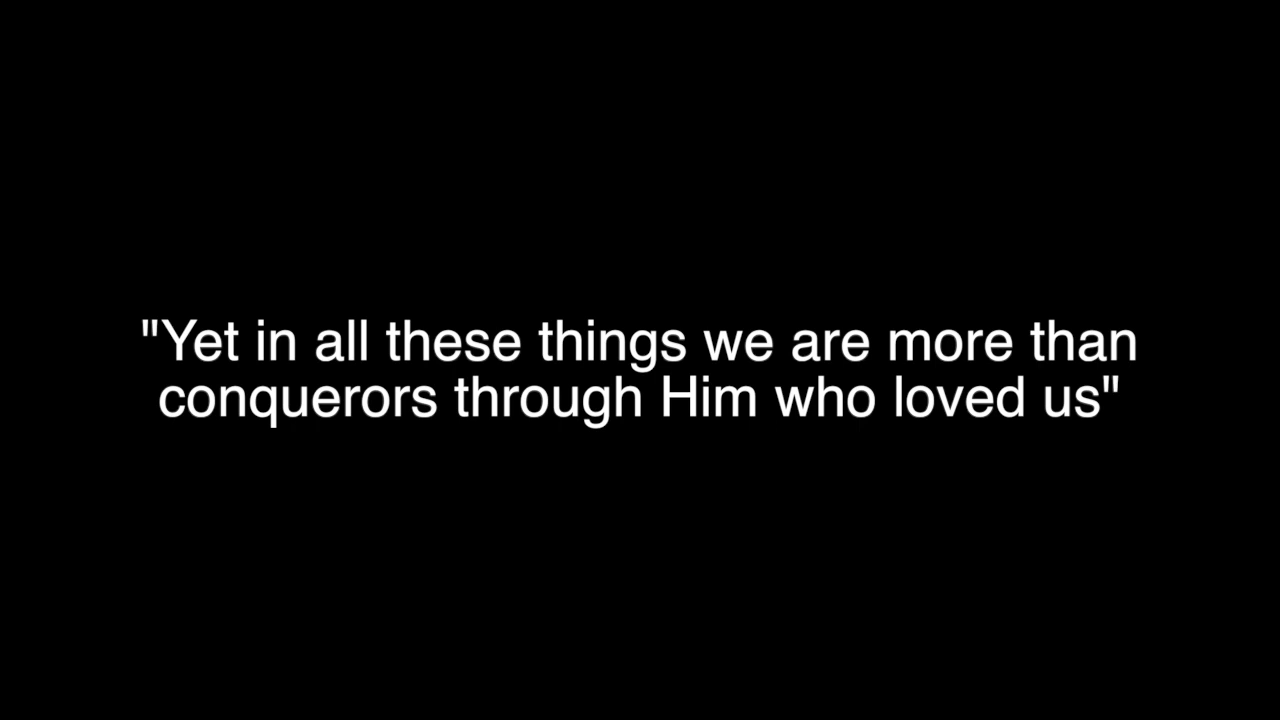 "Yet in all these things we are more than
conquerors through Him who loved us"